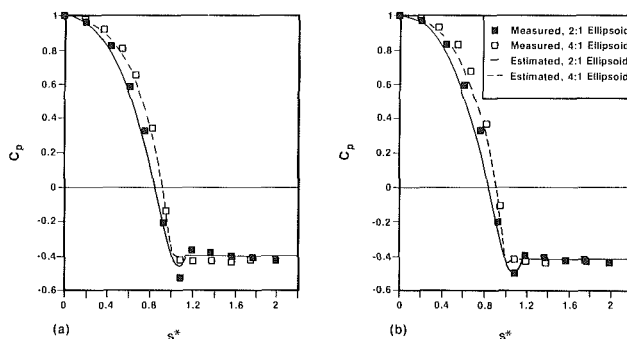 1
0.8
0.6
0.4
0.2
0
-0.2
-0.4
-0.6
Cp
0 0.4 0.8 1.2 1.6 2
(a)
s*
1
0.8
0.6
0.4
0.2
0
-0.2
-0.4
-0.6
Cp
0 0.4 0.8 1.2 1.6 2
(b)
s*
Measured, 2:1 Ellipsoid
Measured, 4:1 Ellipsoid
Estimated, 2:1 Ellipsoid
Estimated, 4:1 Ellipsoid